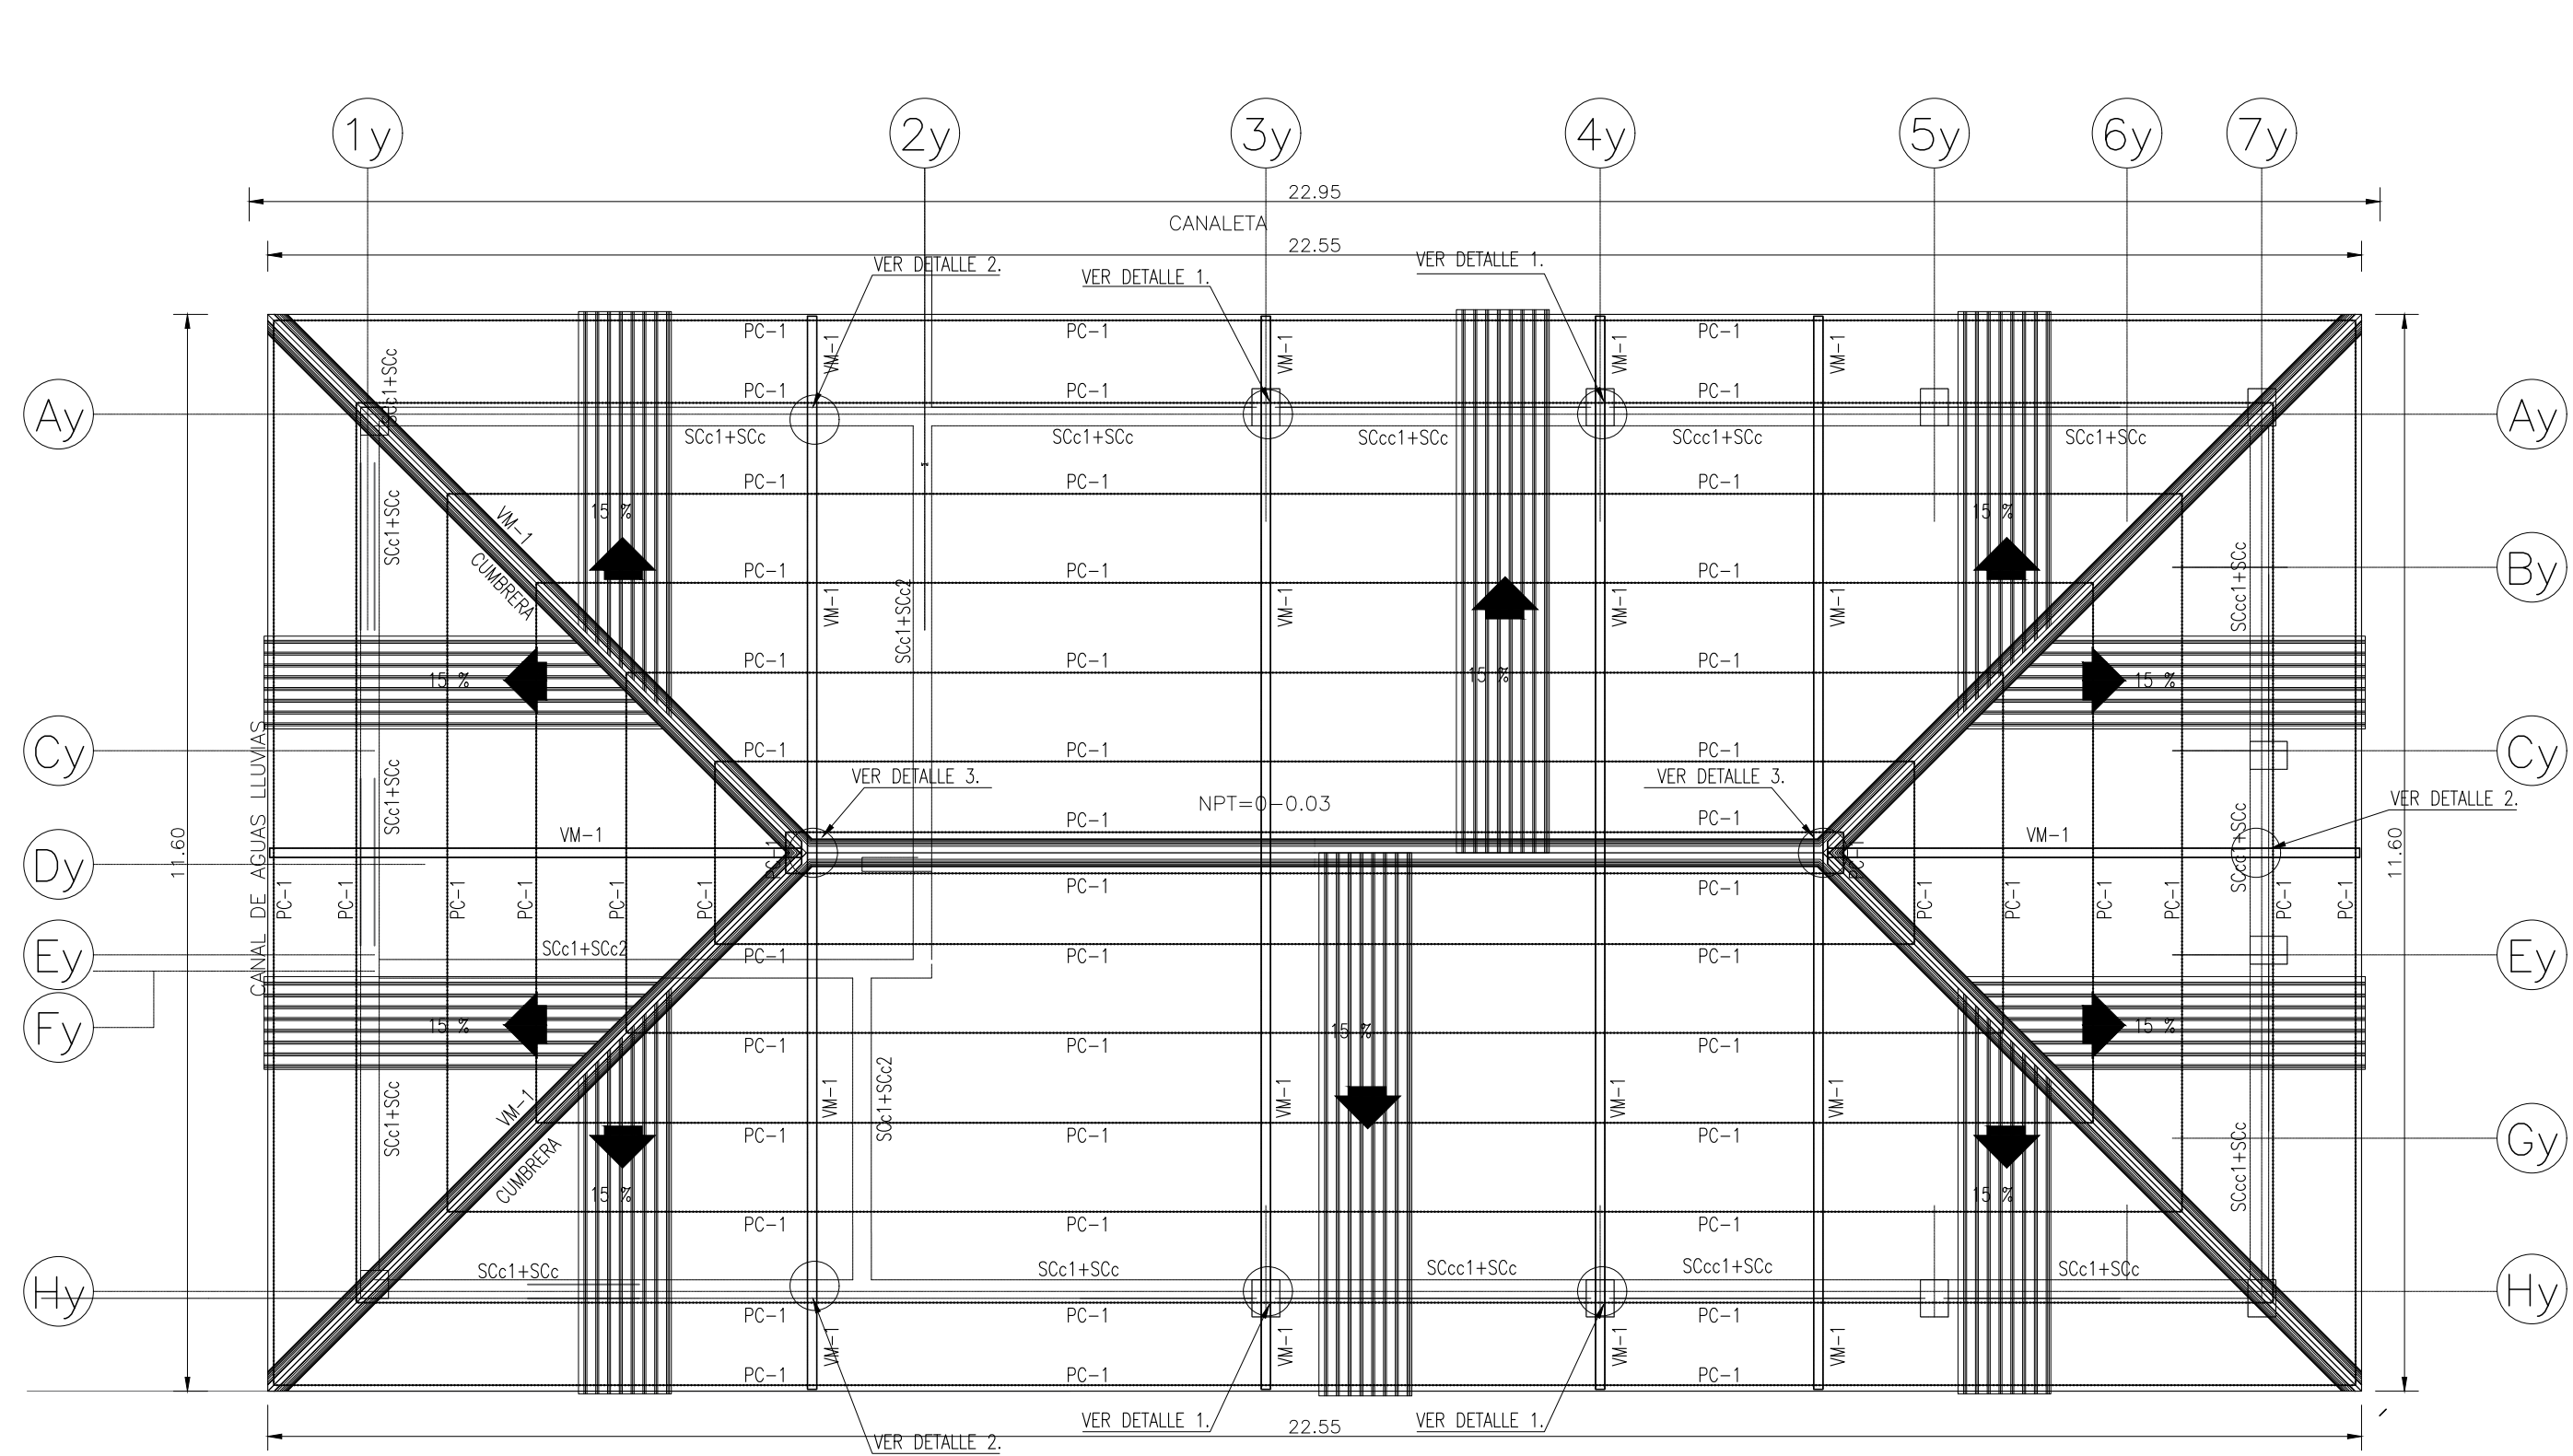 1y 2y 3y 4y 5y 6y 7y
22.95
CANALETA
22.55
VER DETALLE 2. VER DETALLE 1. VER DETALLE 1.
PC-1 PC-1 PC-1
VM-1 VM-1 VM-1 VM-1
SCc1+SCc
PC-1 PC-1 PC-1
Ay Ay
SCc1+SCc SCc1+SCc SCcc1+SCc SCcc1+SCc SCc1+SCc
PC-1 PC-1 PC-1
15 % 15 %
VM-1 SCc1+SCc
CUMBRERA
PC-1 PC-1 PC-1
By
VM-1 VM-1 VM-1 VM-1
SCc1+SCc2 SCcc1+SCc
PC-1 PC-1 PC-1
15 % 15 % 15 %
Cy Cy
PC-1 PC-1 PC-1
VER DETALLE 3. VER DETALLE 3.
VER DETALLE 2.
SCc1+SCc
NPT=0-0.03
PC-1 PC-1
VM-1 VM-1
11.60 11.60
CANAL DE AGUAS LLUVIAS
Dy
PC-1 PC-1
SCcc1+SCc
PC-1 PC-1
PC-1 PC-1 PC-1 PC-1 PC-1 PC-1
PC-1 PC-1 PC-1 PC-1 PC-1 PC-1
Ey Ey
SCc1+SCc2
PC-1 PC-1 PC-1
Fy
15 % 15 % 15 %
PC-1 PC-1 PC-1
VM-1 VM-1 VM-1 VM-1
SCc1+SCc SCc1+SCc2
VM-1
CUMBRERA
PC-1 PC-1 PC-1
Gy
SCcc1+SCc
15 % 15 %
PC-1 PC-1 PC-1
SCc1+SCc SCc1+SCc SCcc1+SCc SCcc1+SCc SCc1+SCc
Hy Hy
PC-1 PC-1 PC-1
VM-1 VM-1 VM-1 VM-1
PC-1 PC-1 PC-1
VER DETALLE 1. VER DETALLE 1.
22.55
VER DETALLE 2.